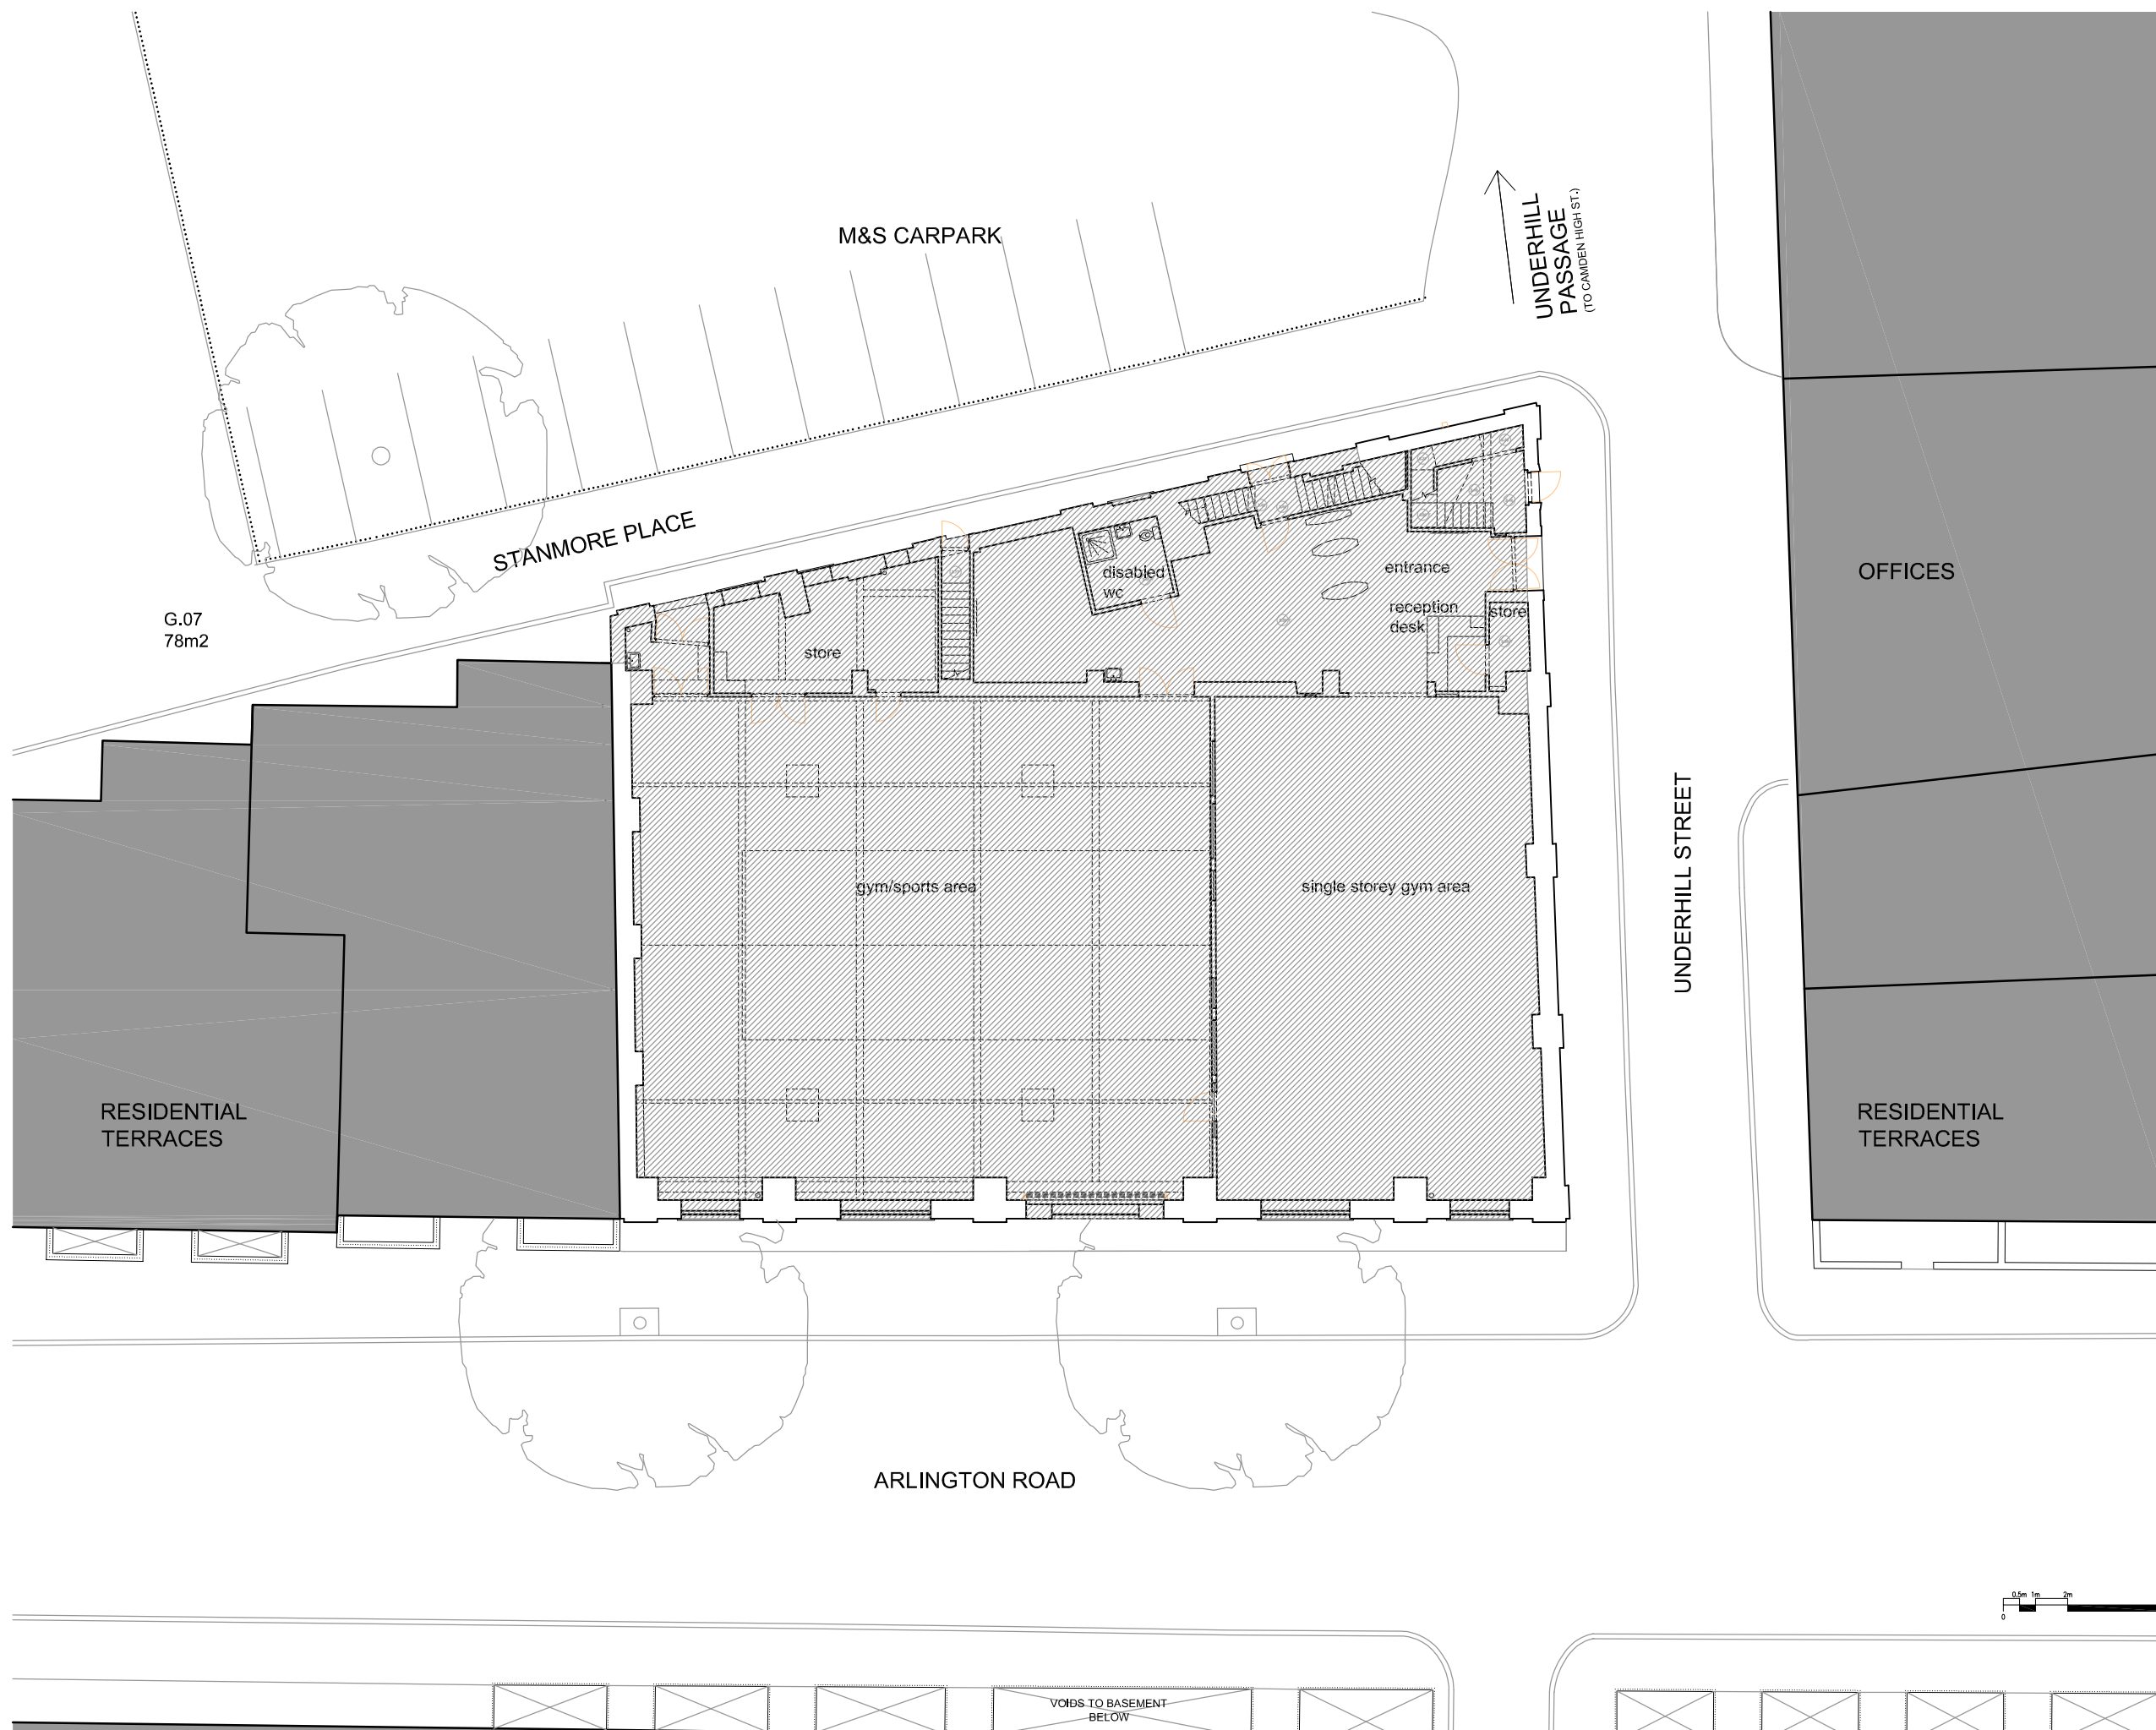 UNDERHILL
PASSAGE
(TO CAMDEN HIGH ST.)
M&S CARPARK
STANMORE PLACE
G.07
78m2
disabled
wc
entrance
reception
desk
store
store
OFFICES
UNDERHILL STREET
gym/sports area
single storey gym area
RESIDENTIAL
TERRACES
RESIDENTIAL
TERRACES
ARLINGTON ROAD
0.5m 1m 2m
0
VOIDS TO BASEMENT
BELOW